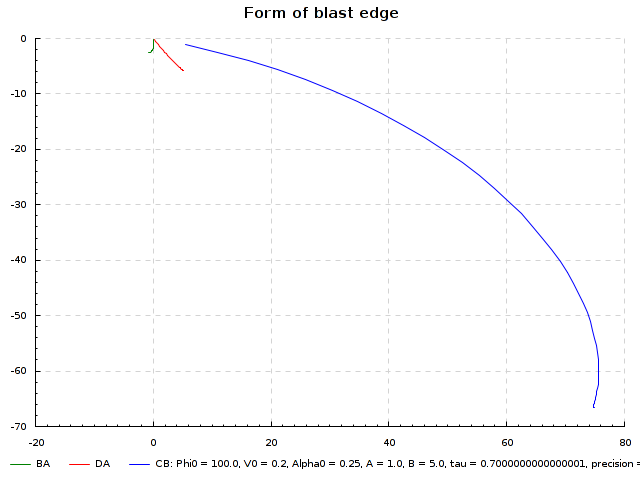 Form of blast edge
0
-10
-20
-30
-40
-50
-60
-70
-20 0 20 40 60 80
BA DA CB: Phi0 = 100.0, V0 = 0.2, Alpha0 = 0.25, A = 1.0, B = 5.0, tau = 0.7000000000000001, precision =